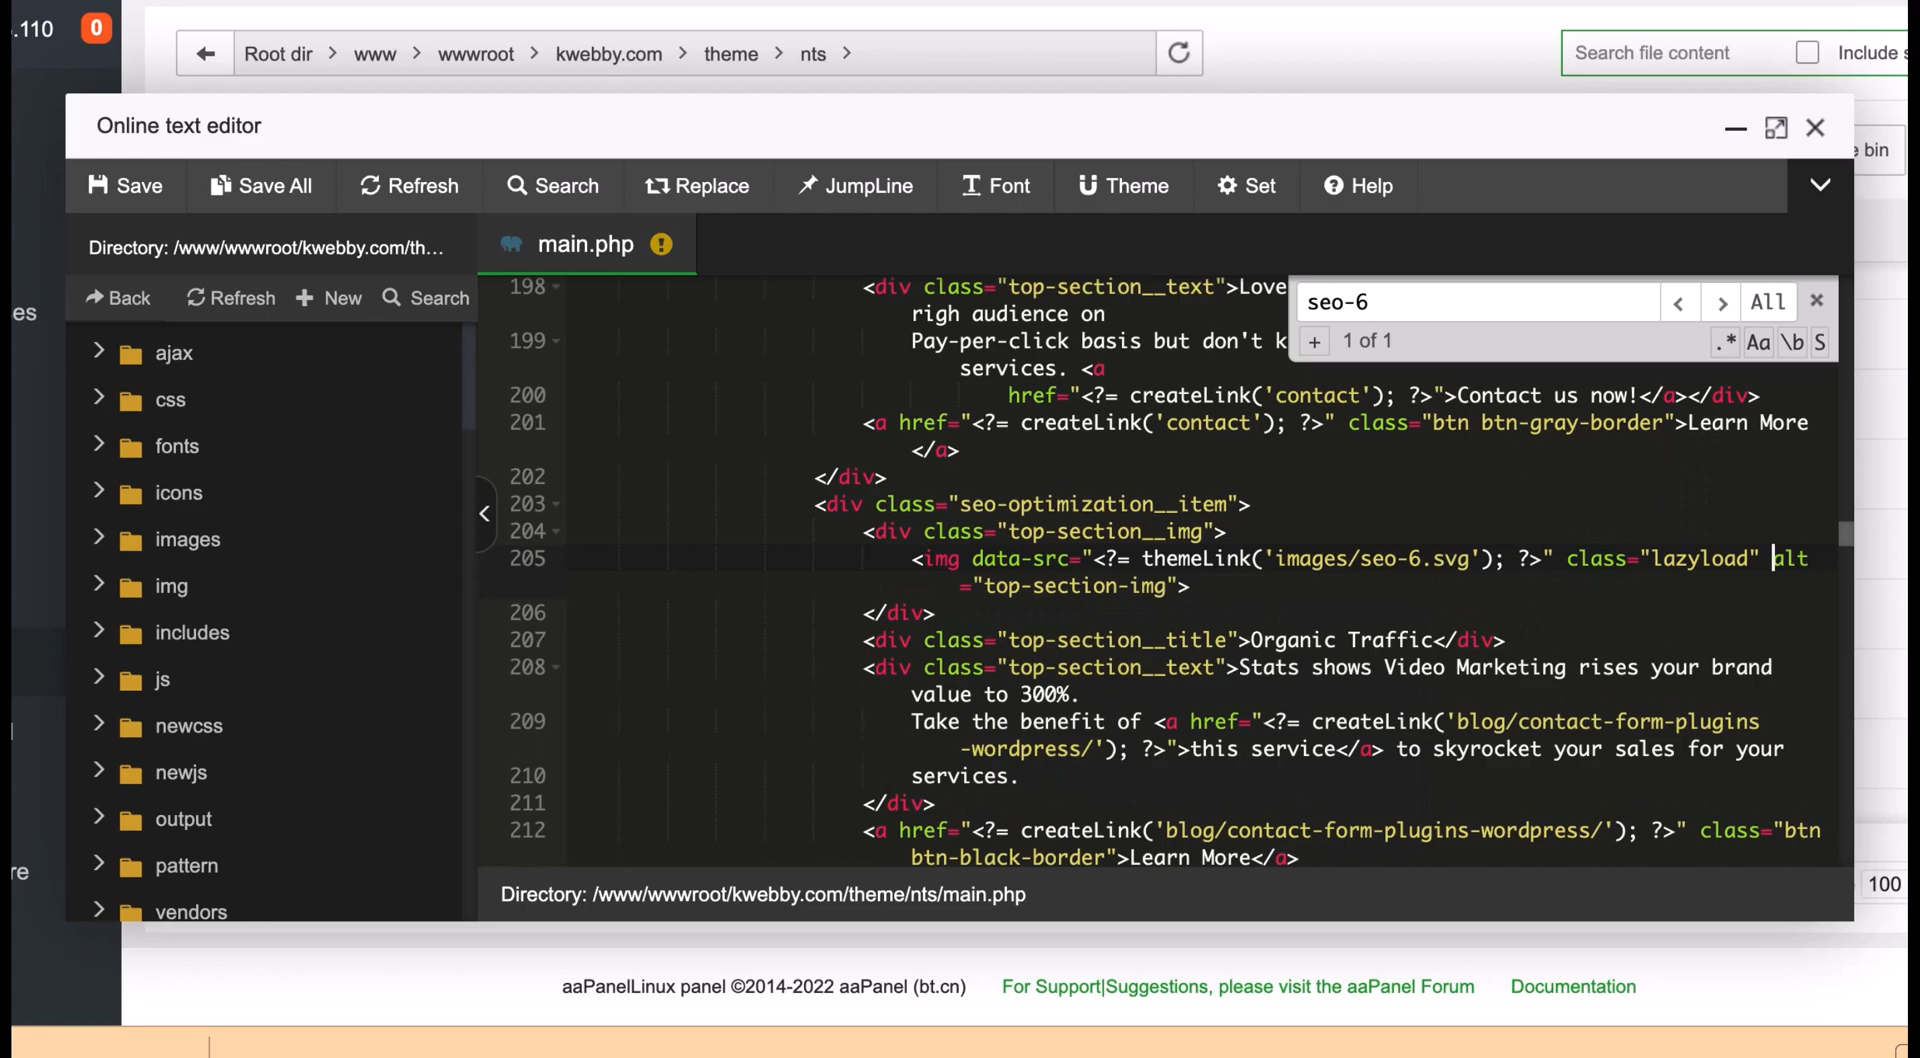 .110
0
Root dir > www > wwwroot > kwebby.com > theme > nts >
Search file content
Include s
Online text editor
e bin
Save
Save All
Refresh
Search
Replace
JumpLine
Font
Theme
Set
Help
Directory: /www/wwwroot/kwebby.com/th...
main.php
Back
Refresh
New
Search
es
re
ajax
css
fonts
icons
images
img
includes
js
newcss
newjs
output
pattern
vendors
seo-6
All
+ 1 of 1
.* Aa \b S
198 <div class="top-section__text">Love
righ audience on
199 Pay-per-click basis but don't k
services. <a
200 href="<?= createLink('contact'); ?>">Contact us now!</a></div>
201 <a href="<?= createLink('contact'); ?>" class="btn btn-gray-border">Learn More
</a>
202 </div>
203 <div class="seo-optimization__item">
204 <div class="top-section__img">
205 <img data-src="<?= themeLink('images/seo-6.svg'); ?>" class="lazyload" alt
="top-section-img">
206 </div>
207 <div class="top-section__title">Organic Traffic</div>
208 <div class="top-section__text">Stats shows Video Marketing rises your brand
value to 300%.
209 Take the benefit of <a href="<?= createLink('blog/contact-form-plugins
-wordpress/'); ?>">this service</a> to skyrocket your sales for your
210 services.
211 </div>
212 <a href="<?= createLink('blog/contact-form-plugins-wordpress/'); ?>" class="btn
btn-black-border">Learn More</a>
Directory: /www/wwwroot/kwebby.com/theme/nts/main.php
100
aaPanelLinux panel ©2014-2022 aaPanel (bt.cn)
For Support|Suggestions, please visit the aaPanel Forum
Documentation